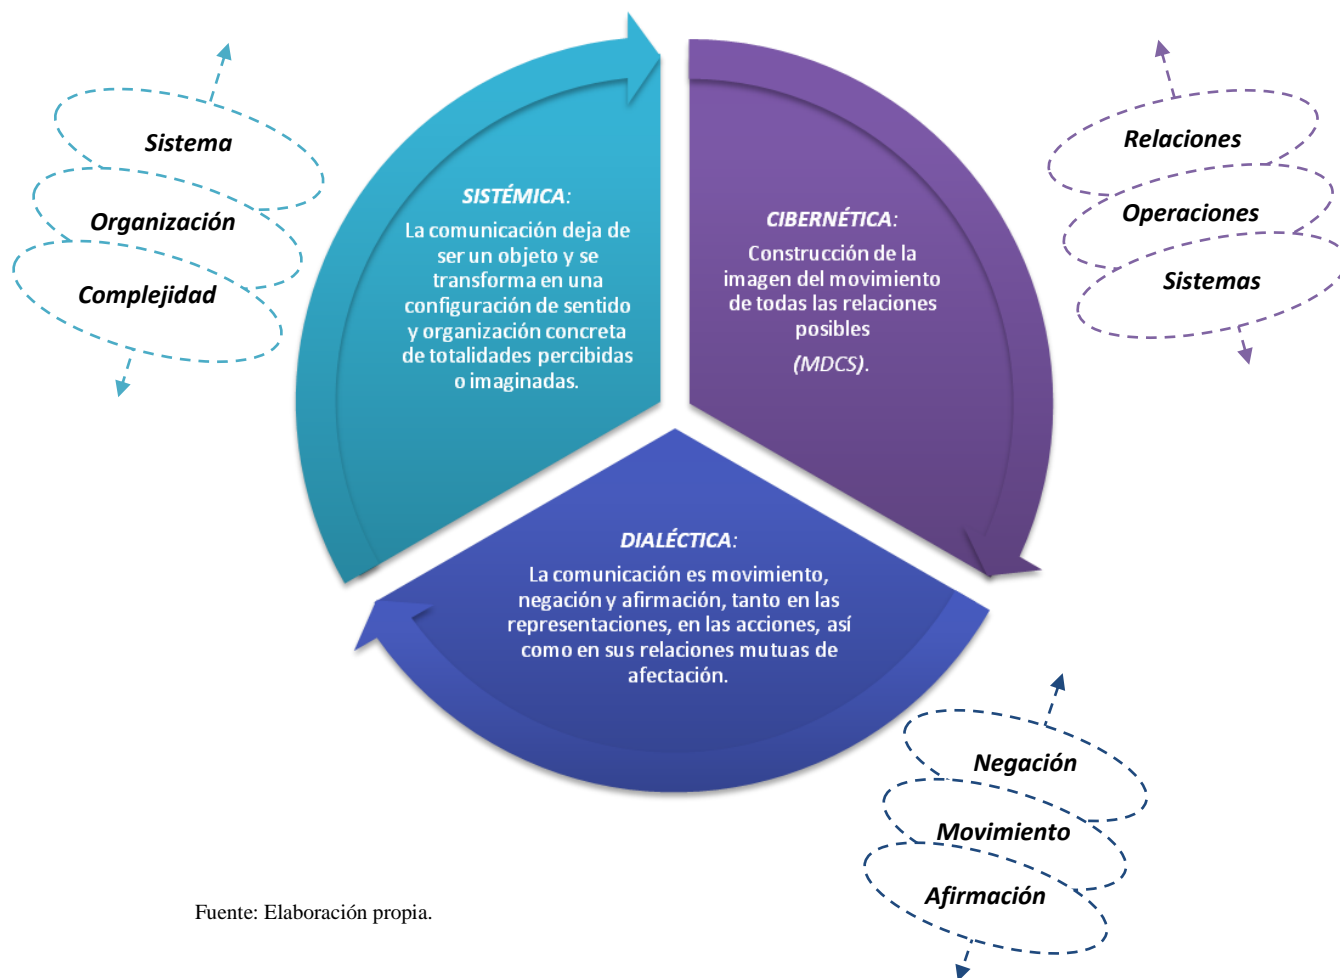 Sistema
Organización
Complejidad
SISTÉMICA:
La comunicación deja de
ser un objeto y se
transforma en una
configuración de sentido
y organización concreta
de totalidades percibidas
o imaginadas.
CIBERNÉTICA:
Construcción de la
imagen del movimiento
de todas las relaciones
posibles
(MDCS).
Relaciones
Operaciones
Sistemas
DIALÉCTICA:
La comunicación es movimiento,
negación y afirmación, tanto en las
representaciones, en las acciones, así
como en sus relaciones mutuas de
afectación.
Negación
Movimiento
Afirmación
Fuente: Elaboración propia.